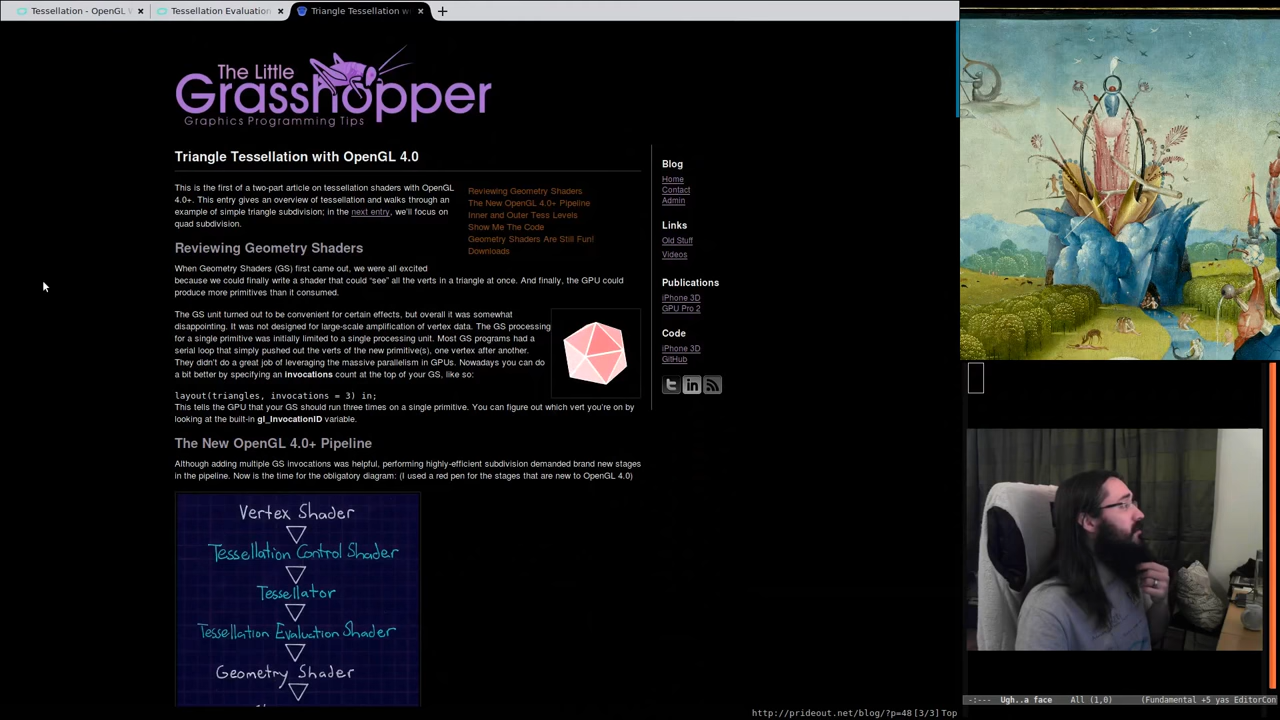 Tessellation - OpenGL
Tessellation Evaluation
Triangle Tessellation w
The Little
Grasshopper
Graphics Programming Tips
Triangle Tessellation with OpenGL 4.0
This is the first of a two-part article on tessellation shaders with OpenGL
4.0+. This entry gives an overview of tessellation and walks through an
example of simple triangle subdivision; in the next entry, we'll focus on
quad subdivision.
Reviewing Geometry Shaders
The New OpenGL 4.0+ Pipeline
Inner and Outer Tess Levels
Show Me The Code
Geometry Shaders Are Still Fun!
Downloads
Reviewing Geometry Shaders
When Geometry Shaders (GS) first came out, we were all excited
because we could finally write a shader that could “see” all the verts in a triangle at once. And finally, the GPU could
produce more primitives than it consumed.
The GS unit turned out to be convenient for certain effects, but overall it was somewhat
disappointing. It was not designed for large-scale amplification of vertex data. The GS processing
for a single primitive was initially limited to a single processing unit. Most GS programs had a
serial loop that simply pushed out the verts of the new primitive(s), one vertex after another.
They didn't do a great job of leveraging the massive parallelism in GPUs. Nowadays you can do
a bit better by specifying an invocations count at the top of your GS, like so:
layout(triangles, invocations = 3) in;
This tells the GPU that your GS should run three times on a single primitive. You can figure out which vert you're on by
looking at the built-in gl_InvocationID variable.
The New OpenGL 4.0+ Pipeline
Although adding multiple GS invocations was helpful, performing highly-efficient subdivision demanded brand new stages
in the pipeline. Now is the time for the obligatory diagram: (I used a red pen for the stages that are new to OpenGL 4.0)
Vertex Shader
Tessellation Control Shader
Tessellator
Tessellation Evaluation Shader
Geometry Shader
Blog
Home
Contact
Admin
Links
Old Stuff
Videos
Publications
iPhone 3D
GPU Pro 2
Code
iPhone 3D
GitHub
http://prideout.net/blog/?p=48 [3/3] Top
-:--- Ugh..a face All (1,0) (Fundamental +5 yas EditorCon